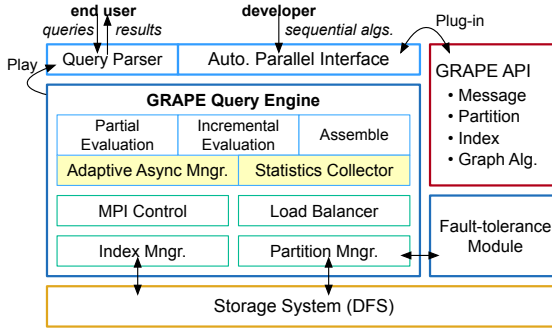 end user
developer
queries
results
sequential algs.
Plug-in
Play
Query Parser
Auto. Parallel Interface
GRAPE API
• Message
• Partition
• Index
• Graph Alg.
GRAPE Query Engine
Partial
Evaluation
Incremental
Evaluation
Assemble
Adaptive Async Mngr.
Statistics Collector
MPI Control
Load Balancer
Index Mngr.
Partition Mngr.
Fault-tolerance
Module
Storage System (DFS)